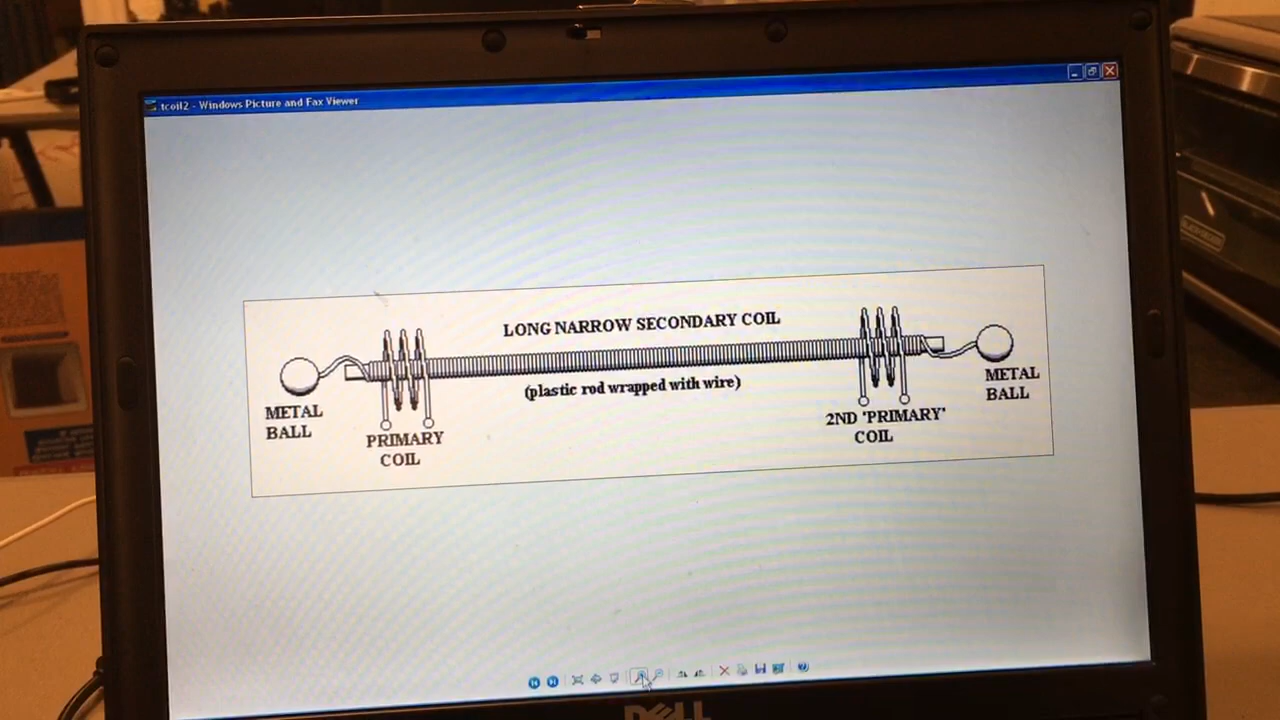 tcoil2 - Windows Picture and Fax Viewer
LONG NARROW SECONDARY COIL
(plastic rod wrapped with wire)
METAL
BALL
PRIMARY
COIL
2ND 'PRIMARY'
COIL
METAL
BALL
DELL